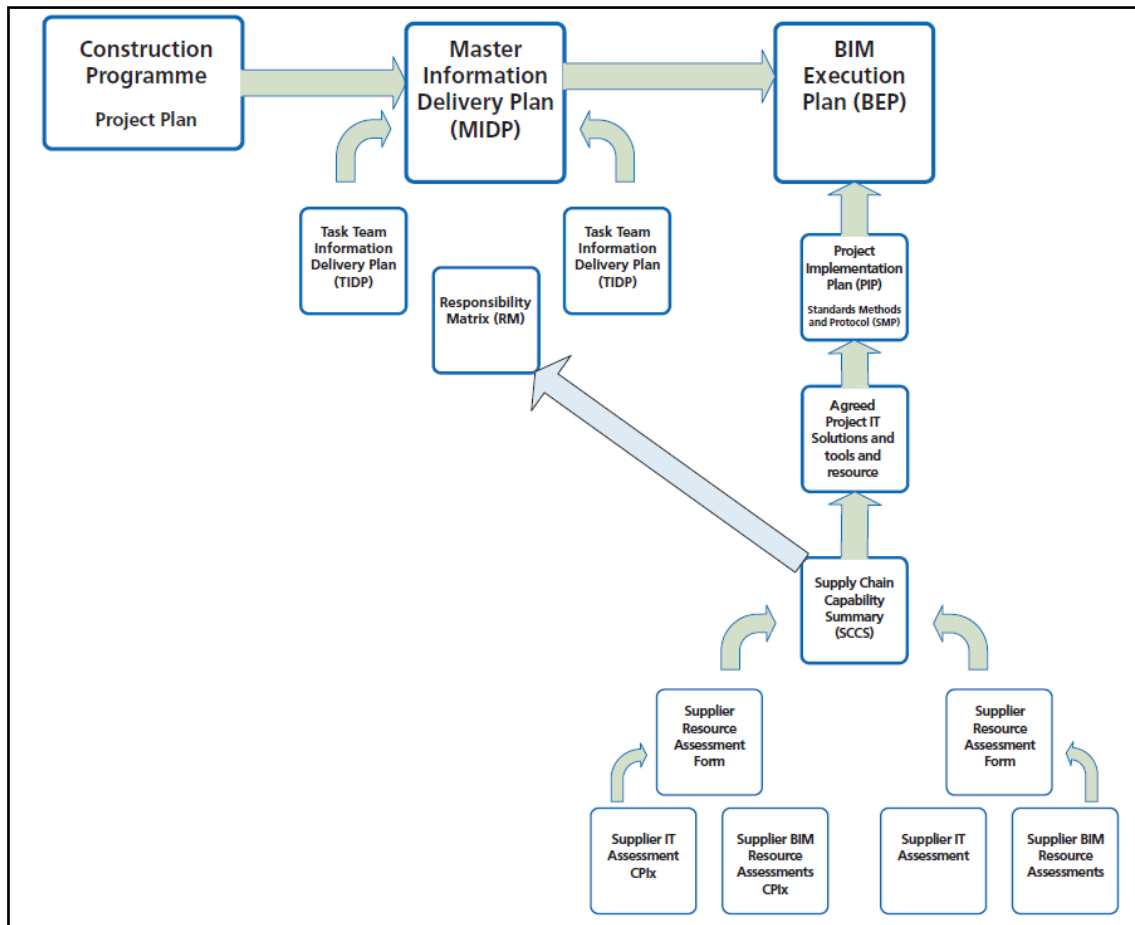 Construction
Programme
Project Plan
Master
Information
Delivery Plan
(MIDP)
BIM
Execution
Plan (BEP)
Task Team
Information
Delivery Plan
(TIDP)
Responsibility
Matrix (RM)
Task Team
Information
Delivery Plan
(TIDP)
Project
Implementation
Plan (PIP)
Standards Methods
and Protocol (SMP)
Agreed
Project IT
Solutions and
tools and
resource
Supply Chain
Capability
Summary
(SCCS)
Supplier
Resource
Assessment
Form
Supplier
Resource
Assessment
Form
Supplier IT
Assessment
CPIx
Supplier BIM
Resource
Assessments
CPIx
Supplier IT
Assessment
Supplier BIM
Resource
Assessments